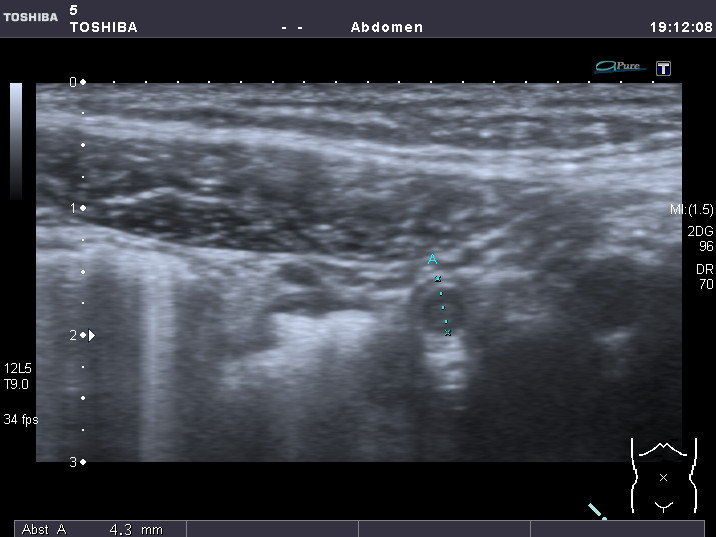 TOSHIBA
5
TOSHIBA - - Abdomen 19:12:08
aPure T
0
A
1
MI:(1.5)
2DG
96
DR
70
2
12L5
T9.0
34 fps
3
Abst A 4.3 mm